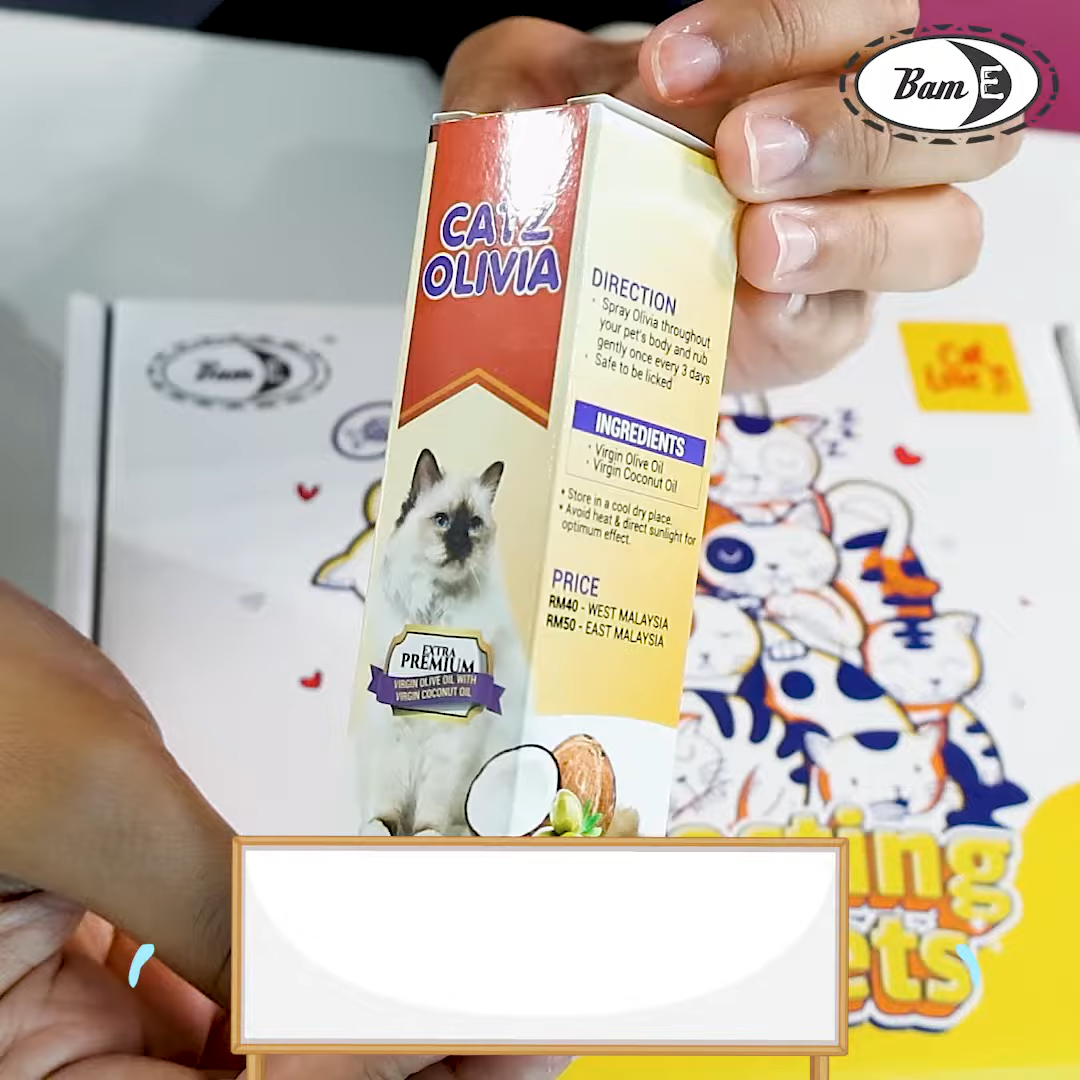 Bam E
CATZ
OLIVIA
DIRECTION
· Spray Olivia throughout
your pet's body and rub
gently once every 3 days
· Safe to be licked
INGREDIENTS
· Virgin Olive Oil
· Virgin Coconut Oil
• Store in a cool dry place.
• Avoid heat & direct sunlight for
optimum effect.
PRICE
RM40 - WEST MALAYSIA
RM50 - EAST MALAYSIA
EXTRA
PREMIUM
VIRGIN OLIVE OIL WITH
VIRGIN COCONUT OIL
Bam
Cat
zzz